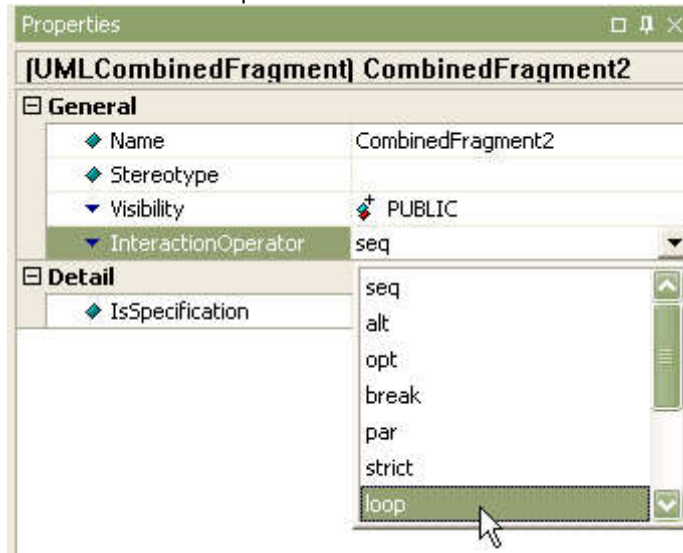 Properties
(UMLCombinedFragment) CombinedFragment2
General
Name CombinedFragment2
Stereotype
Visibility PUBLIC
InteractionOperator seq
Detail
IsSpecification
seq
alt
opt
break
par
strict
loop